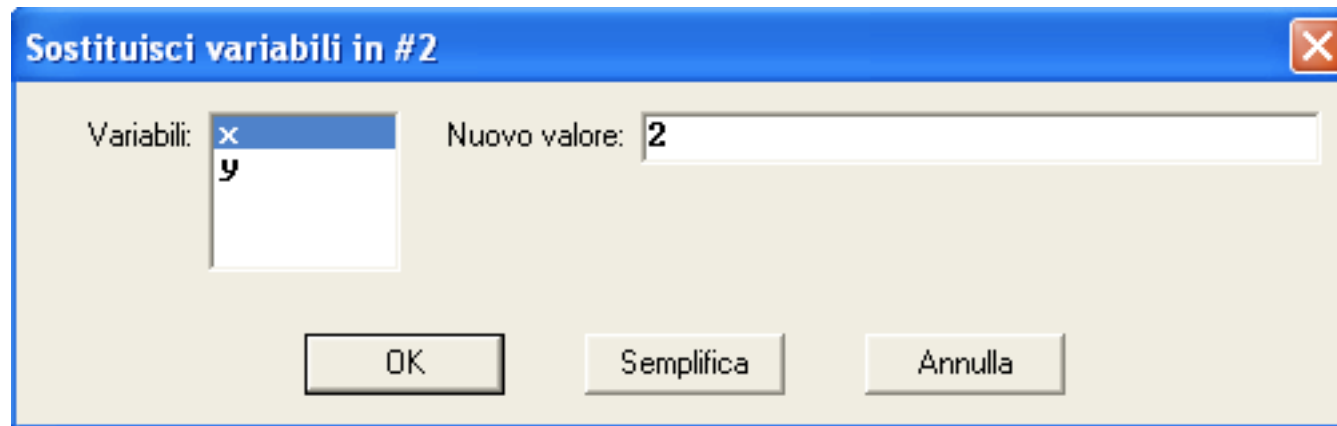 Sostituisci variabili in #2
Variabili: x Nuovo valore: 2
y
OK Semplifica Annulla